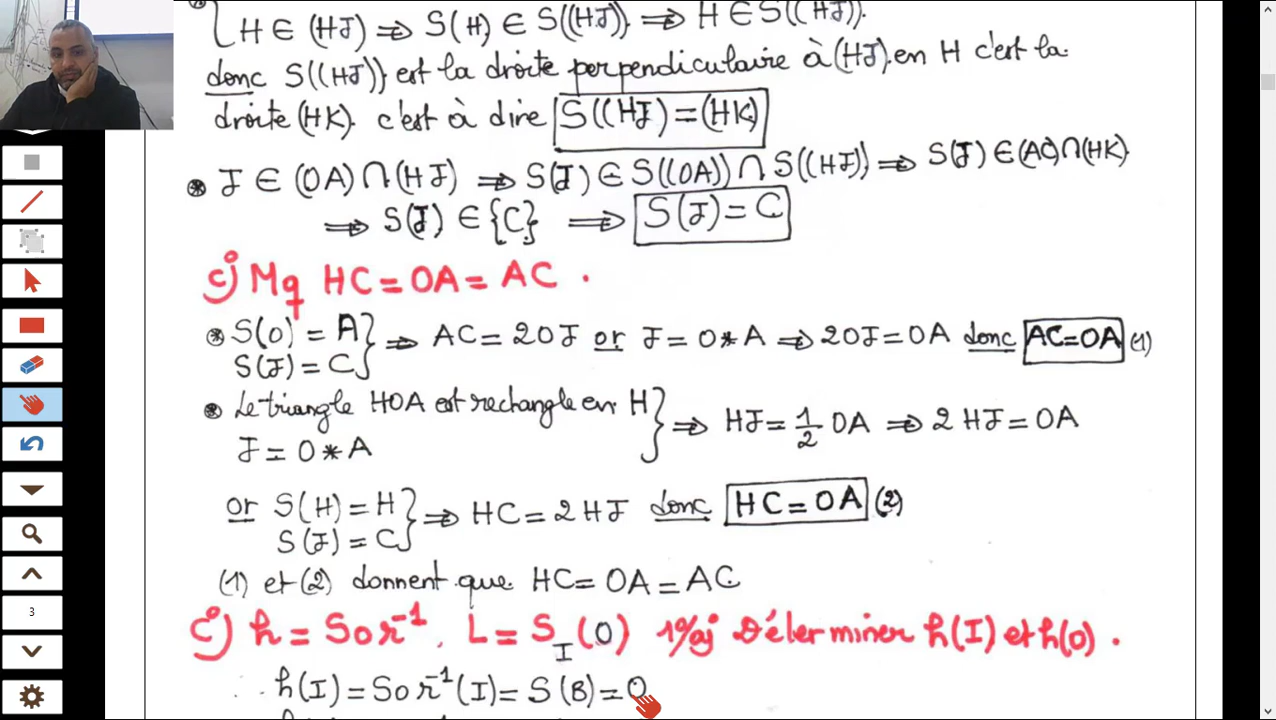 H ∈ (HJ) ⟹ S(H) ∈ S((HJ)) ⟹ H ∈ S((HJ)).
donc S((HJ)) est la droite perpendiculaire à (HJ) en H c'est la
droite (HK) c'est à dire S((HJ)) = (HK)
⊛ J ∈ (OA) ∩ (HJ) ⟹ S(J) ∈ S((OA)) ∩ S((HJ)) ⟹ S(J) ∈ (AC) ∩ (HK)
⟹ S(J) ∈ {C} ⟹ S(J) = C
c) Mq HC = OA = AC .
⊛ S(O) = A
S(J) = C } ⟹ AC = 2OJ or J = O * A ⟹ 2OJ = OA donc AC = OA (1)
⊛ Le triangle HOA est rectangle en H
J = O * A } ⟹ HJ = 1/2 OA ⟹ 2HJ = OA
or S(H) = H
S(J) = C } ⟹ HC = 2HJ donc HC = OA (2)
(1) et (2) donnent que HC = OA = AC
h = S o r⁻¹ , L = S_I(O) Déterminer h(I) et h(O) .
h(I) = S o r⁻¹(I) = S(B) = O
3